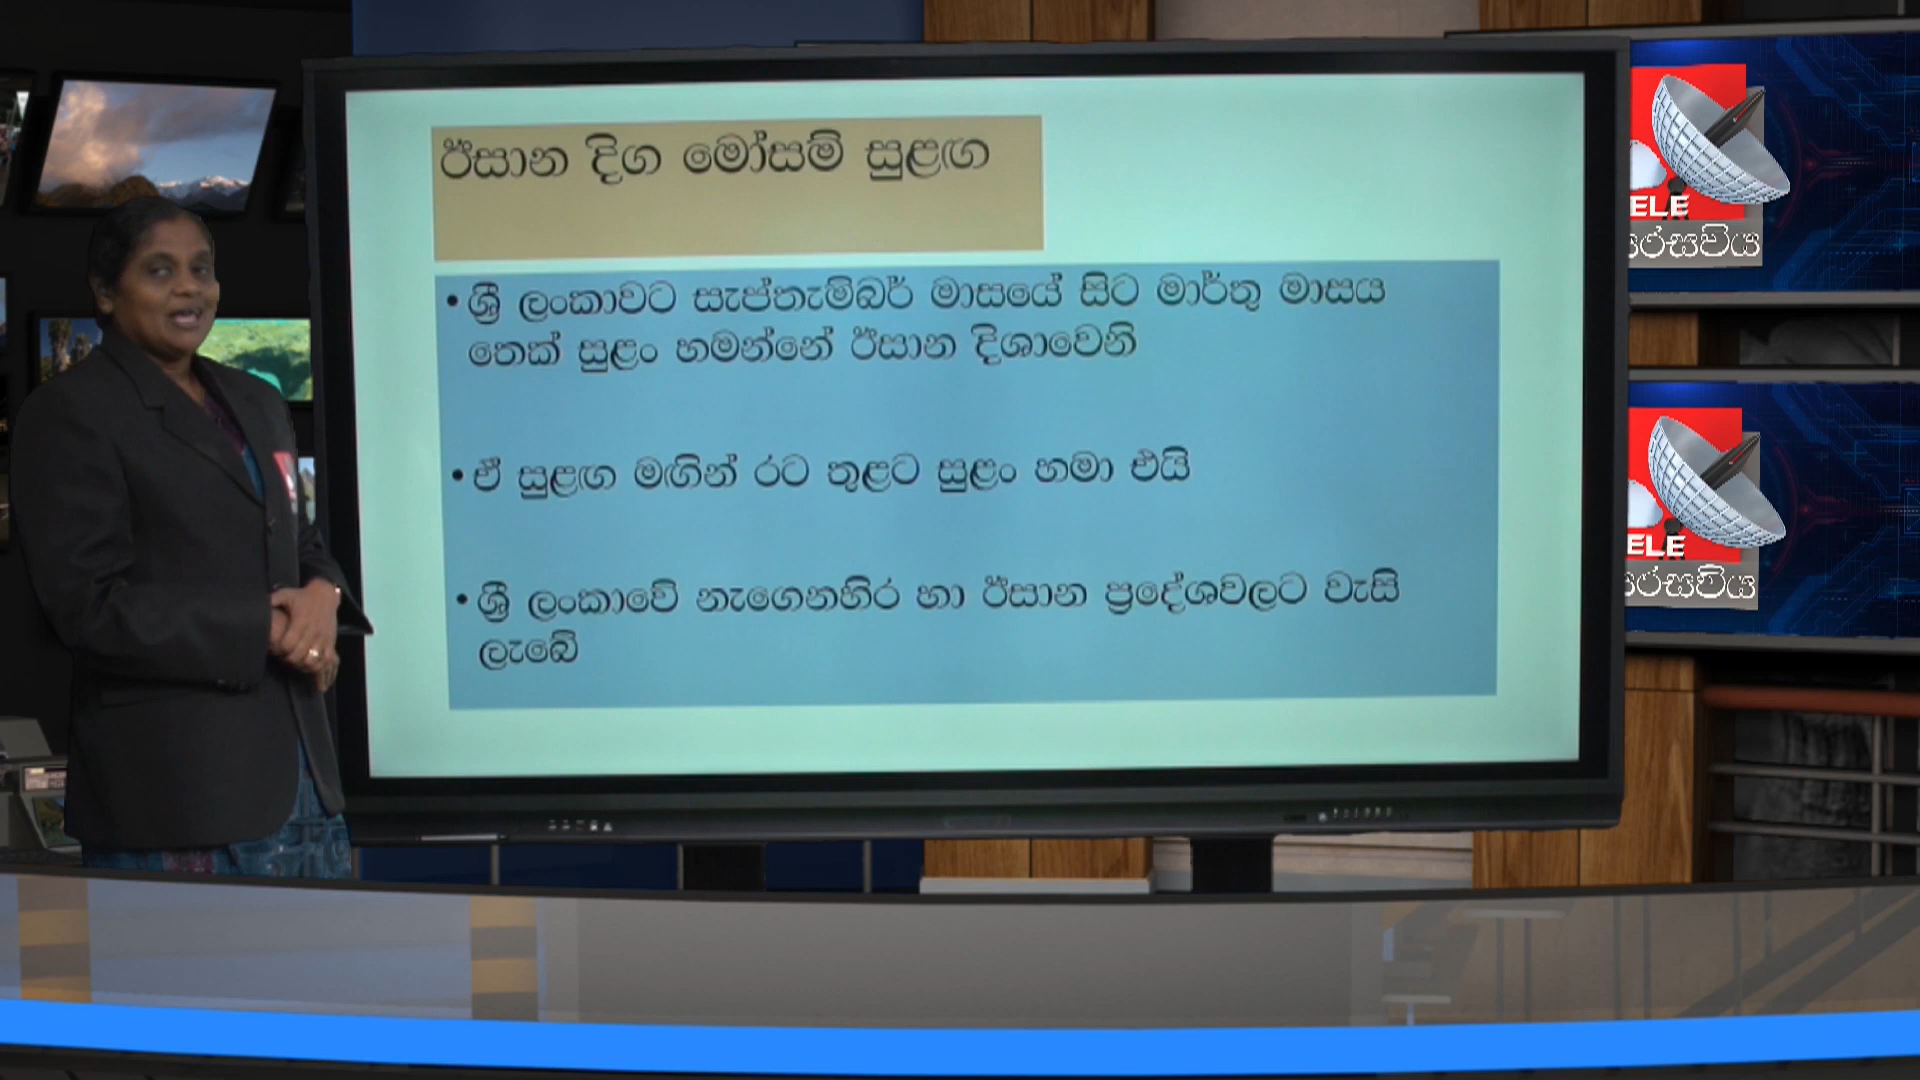 ඊසාන දිග මෝසම් සුළඟ
•ශ්‍රී ලංකාවට සැප්තැම්බර් මාසයේ සිට මාර්තු මාසය
තෙක් සුළං හමන්නේ ඊසාන දිශාවෙනි
•ඒ සුළඟ මඟින් රට තුළට සුළං හමා එයි
•ශ්‍රී ලංකාවේ නැගෙනහිර හා ඊසාන ප්‍රදේශවලට වැසි
ලැබේ
ELE
ELE